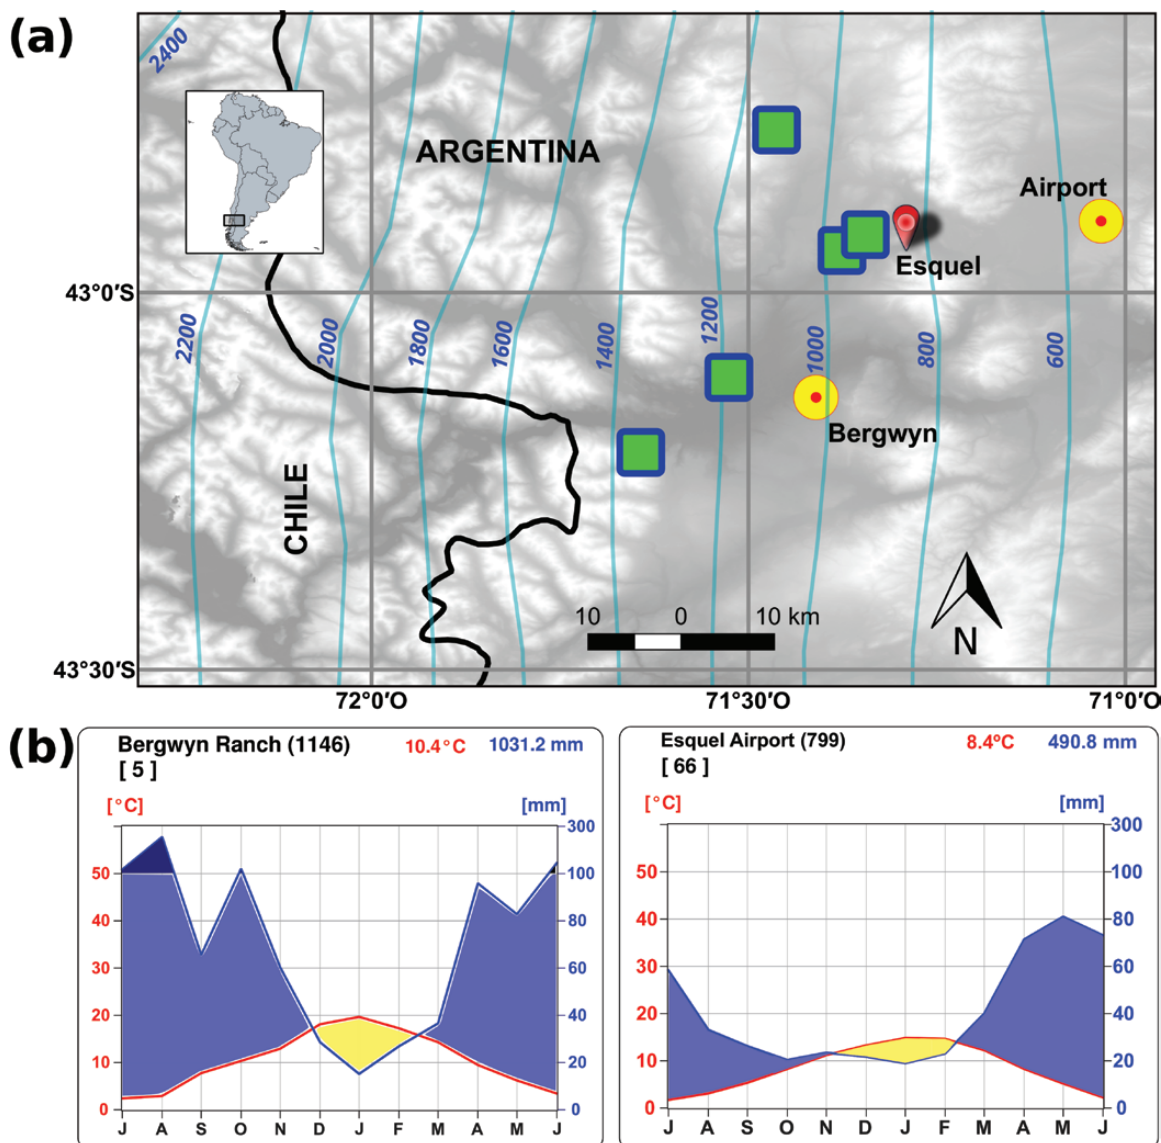 (a)
2400
ARGENTINA
Airport
Esquel
43°0'S
2200
2000
1800
1600
1400
1200
1000
800
600
Bergwyn
CHILE
10 0 10 km
N
43°30'S
72°0'O 71°30'O 71°0'O
(b)
Bergwyn Ranch (1146) 10.4°C 1031.2 mm
[ 5 ]
[°C] [mm]
300
50 100
40 80
30 60
20 40
10 20
0 0
J A S O N D J F M A M J
Esquel Airport (799) 8.4ºC 490.8 mm
[ 66 ]
[°C] [mm]
300
50 100
40 80
30 60
20 40
10 20
0 0
J A S O N D J F M A M J